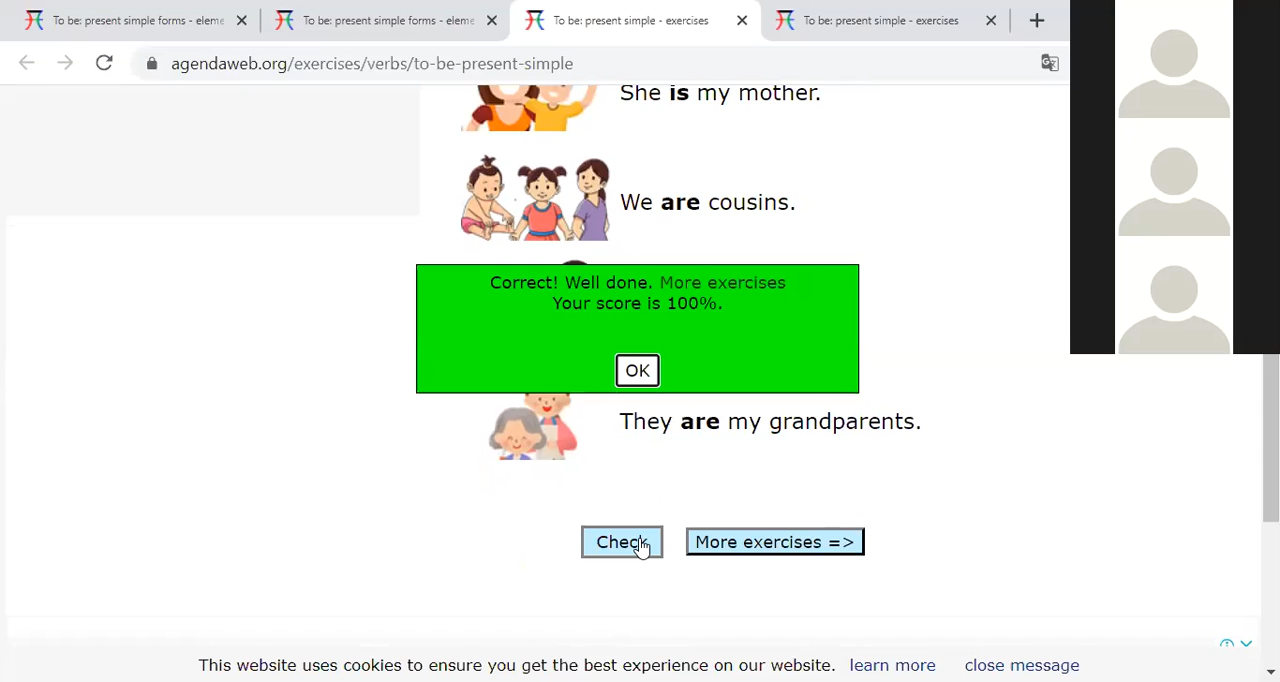 To be: present simple forms - eleme
To be: present simple forms - eleme
To be: present simple - exercises
To be: present simple - exercises
agendaweb.org/exercises/verbs/to-be-present-simple
She is my mother.
We are cousins.
Correct! Well done. More exercises
Your score is 100%.
OK
They are my grandparents.
Check
More exercises =>
This website uses cookies to ensure you get the best experience on our website. learn more close message